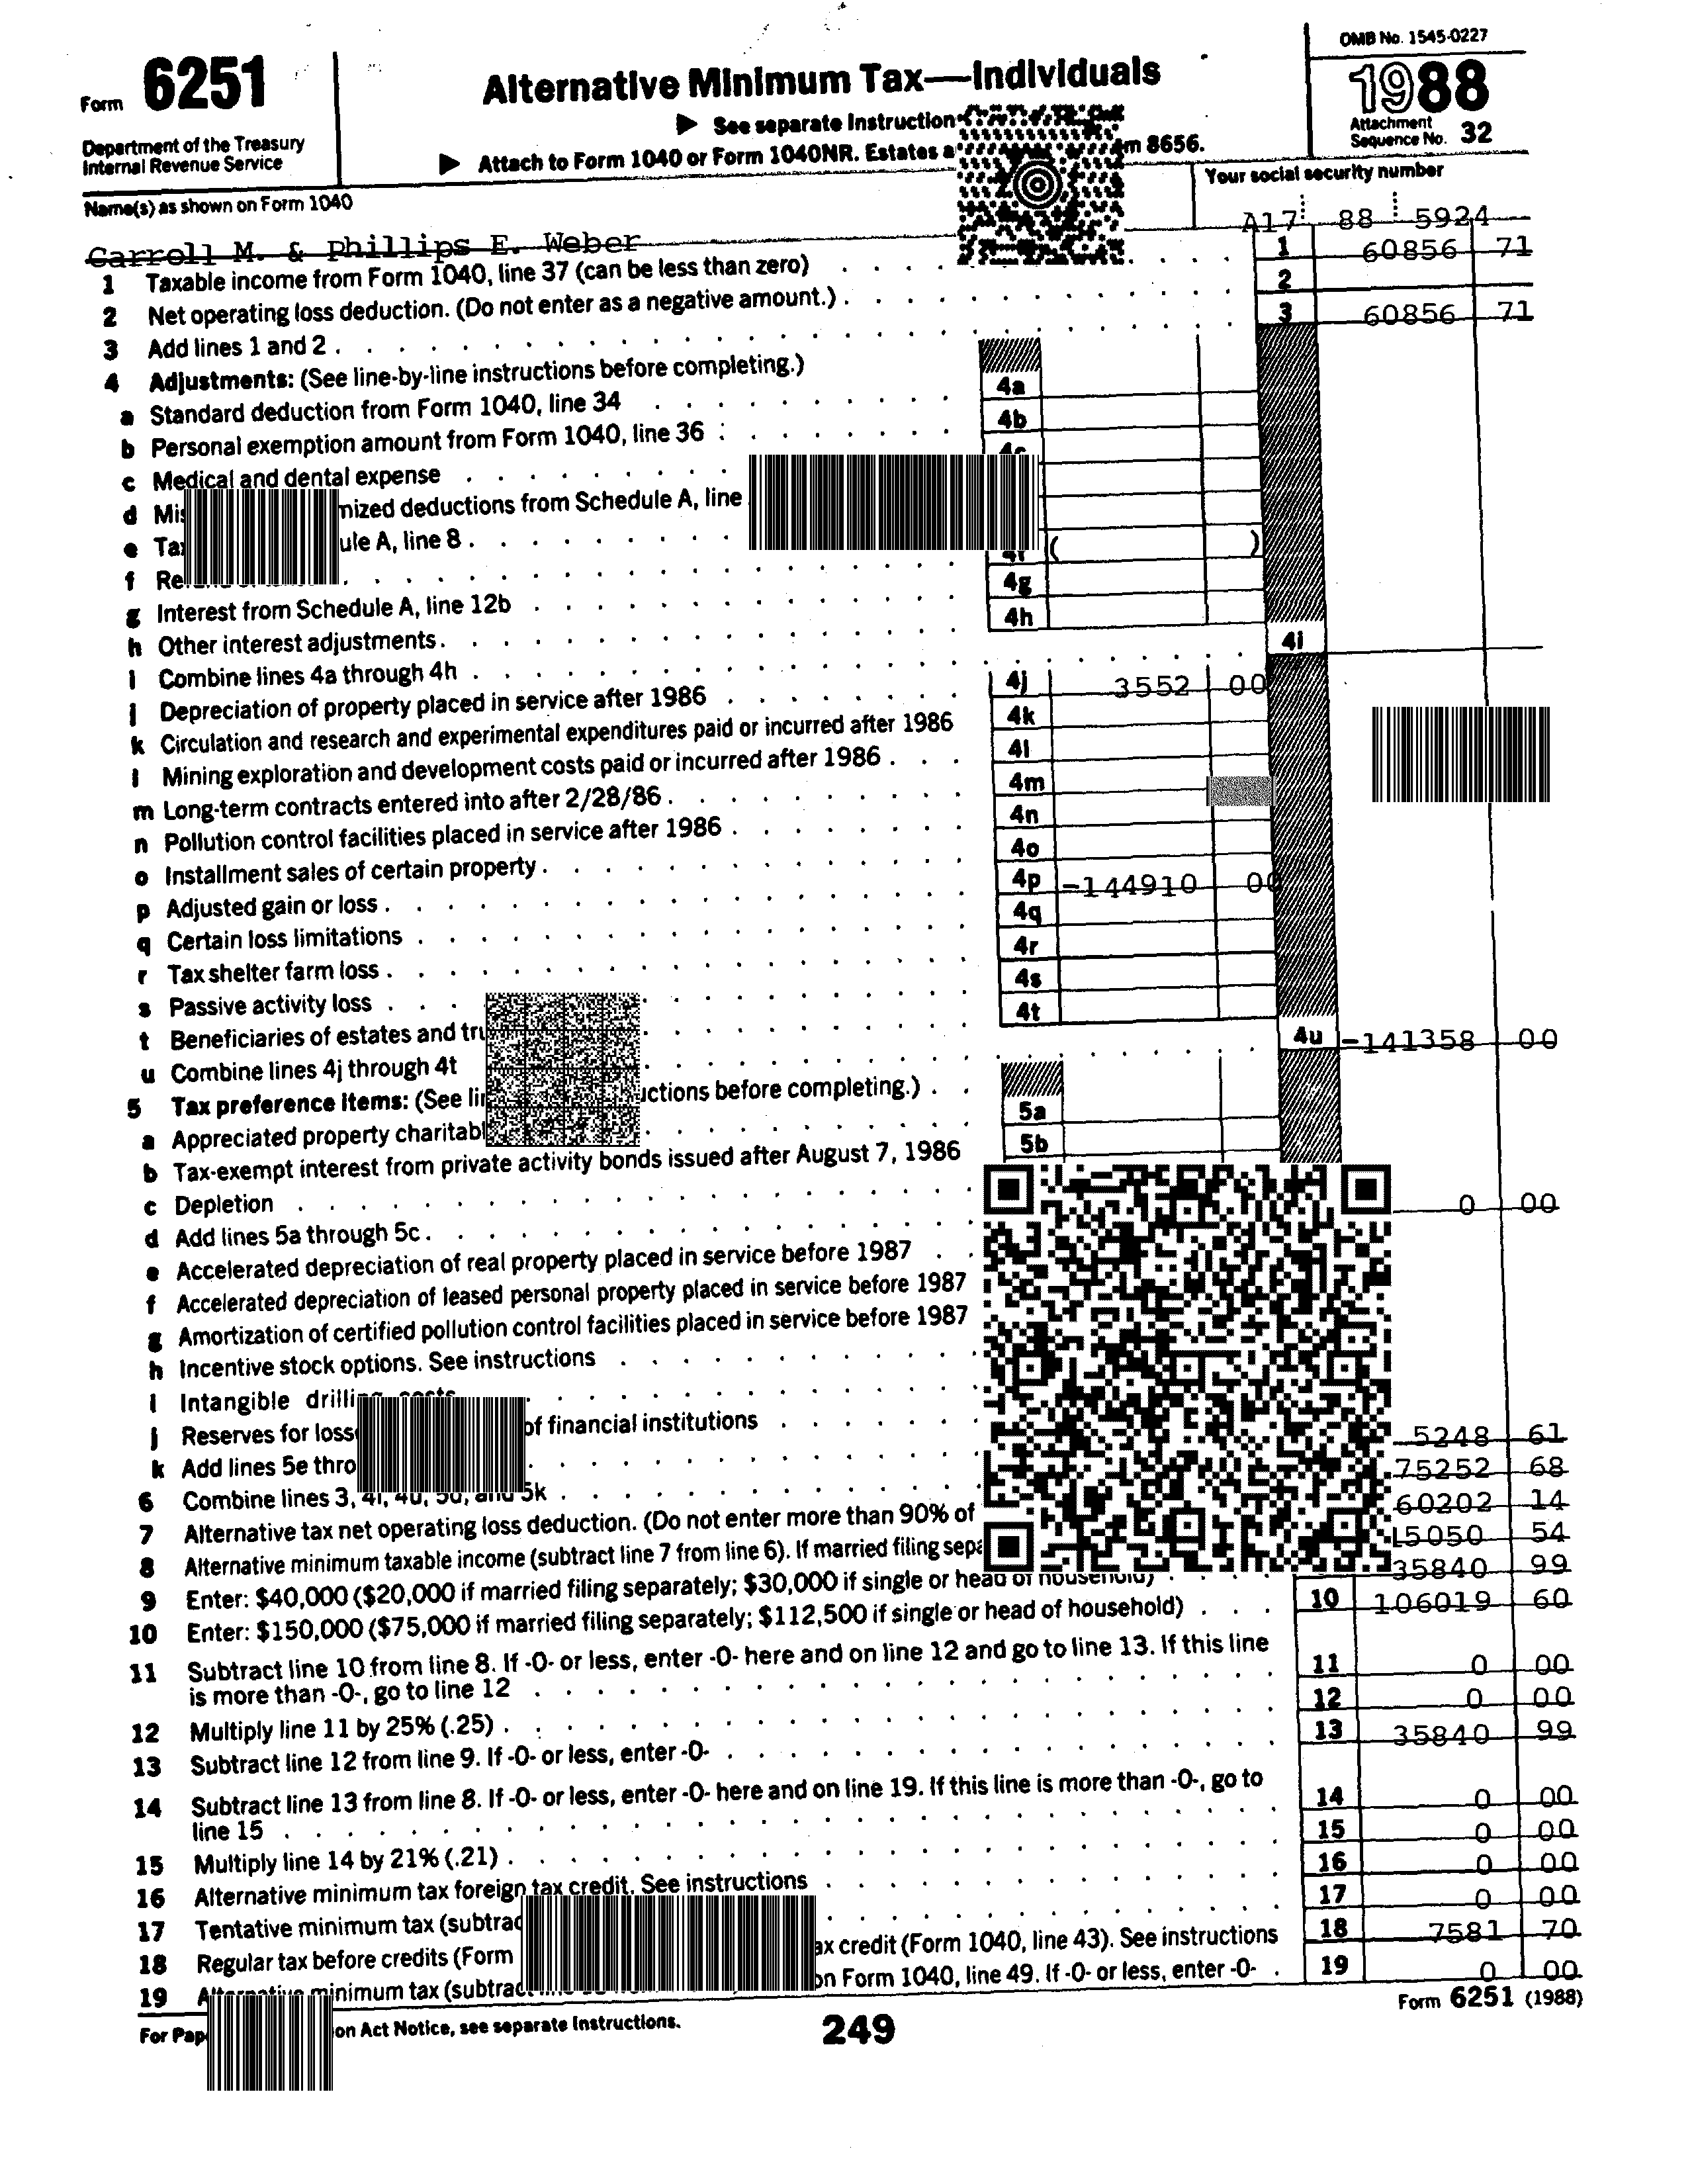 Form 6251
Department of the Treasury
Internal Revenue Service
Alternative Minimum Tax—Individuals
▶ See separate Instruction
▶ Attach to Form 1040 or Form 1040NR. Estates a m 8656.
OMB No. 1545-0227
1988
Attachment
Sequence No. 32
Name(s) as shown on Form 1040
Your social security number
Carroll M. & Phillips E. Weber
A17 88 5924
1 Taxable income from Form 1040, line 37 (can be less than zero) . . . . 1 60856 71
2 Net operating loss deduction. (Do not enter as a negative amount.) . . . . 2
3 Add lines 1 and 2 . . . . 3 60856 71
4 Adjustments: (See line-by-line instructions before completing.)
a Standard deduction from Form 1040, line 34 . . . . 4a
b Personal exemption amount from Form 1040, line 36 . . . . 4b
c Medical and dental expense . . . .
d nized deductions from Schedule A, line
e ule A, line 8 . . . .
f . . . . ( )
g Interest from Schedule A, line 12b . . . . 4g
h Other interest adjustments . . . . 4h
i Combine lines 4a through 4h . . . . 4i
j Depreciation of property placed in service after 1986 . . . . 4j 3552 00
k Circulation and research and experimental expenditures paid or incurred after 1986 4k
l Mining exploration and development costs paid or incurred after 1986 . . . 4l
m Long-term contracts entered into after 2/28/86 . . . . 4m
n Pollution control facilities placed in service after 1986 . . . . 4n
o Installment sales of certain property . . . . 4o
p Adjusted gain or loss . . . . 4p -144910 00
q Certain loss limitations . . . . 4q
r Tax shelter farm loss . . . . 4r
s Passive activity loss . . . . 4s
t Beneficiaries of estates and tru . . . . 4t
u Combine lines 4j through 4t . . . . 4u -141358 00
5 Tax preference items: (See li ctions before completing.) . .
a Appreciated property charitabl . . . . 5a
b Tax-exempt interest from private activity bonds issued after August 7, 1986 5b
c Depletion . . . .
d Add lines 5a through 5c . . . . 0 00
e Accelerated depreciation of real property placed in service before 1987 . .
f Accelerated depreciation of leased personal property placed in service before 1987
g Amortization of certified pollution control facilities placed in service before 1987
h Incentive stock options. See instructions . . . .
i Intangible drilling costs . . . .
j Reserves for loss of financial institutions . . . .
k Add lines 5e thro . . . . 5248 61
6 Combine lines 3, 4i, 4u, 5d, and 5k . . . . 75252 68
7 Alternative tax net operating loss deduction. (Do not enter more than 90% of 60202 14
8 Alternative minimum taxable income (subtract line 7 from line 6). If married filing sepa 15050 54
9 Enter: $40,000 ($20,000 if married filing separately; $30,000 if single or head of household) . . . 35840 99
10 Enter: $150,000 ($75,000 if married filing separately; $112,500 if single or head of household) . . . 10 106019 60
11 Subtract line 10 from line 8. If -0- or less, enter -0- here and on line 12 and go to line 13. If this line
is more than -0-, go to line 12 . . . . 11 0 00
12 Multiply line 11 by 25% (.25) . . . . 12 0 00
13 Subtract line 12 from line 9. If -0- or less, enter -0- . . . . 13 35840 99
14 Subtract line 13 from line 8. If -0- or less, enter -0- here and on line 19. If this line is more than -0-, go to
line 15 . . . . 14 0 00
15 Multiply line 14 by 21% (.21) . . . . 15 0 00
16 Alternative minimum tax foreign tax credit. See instructions . . . . 16 0 00
17 Tentative minimum tax (subtrac . . . . 17 0 00
18 Regular tax before credits (Form ax credit (Form 1040, line 43). See instructions 18 7581 70
19 Alternative minimum tax (subtract on Form 1040, line 49. If -0- or less, enter -0- . 19 0 00
For Pap on Act Notice, see separate Instructions.
249
Form 6251 (1988)